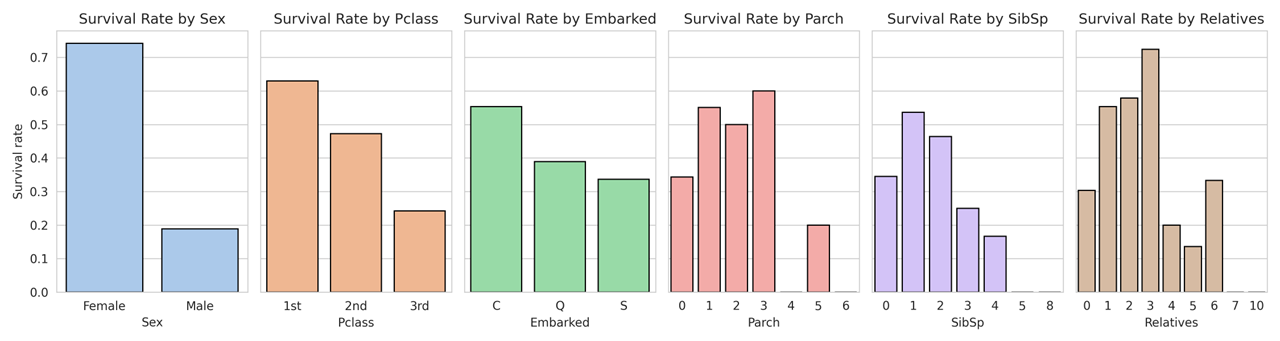 Survival Rate by Sex
Survival Rate by Pclass
Survival Rate by Embarked
Survival Rate by Parch
Survival Rate by SibSp
Survival Rate by Relatives
Survival rate
0.7
0.6
0.5
0.4
0.3
0.2
0.1
0.0
Female Male
1st 2nd 3rd
C Q S
0 1 2 3 4 5 6
0 1 2 3 4 5 8
0 1 2 3 4 5 6 7 10
Sex
Pclass
Embarked
Parch
SibSp
Relatives